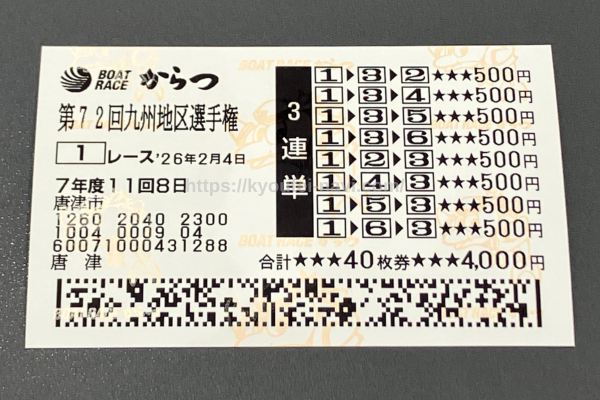 BOAT RACE からつ
第72回九州地区選手権
1 レース '26年2月4日
7年度11回8日
唐津市
1260 2040 2300
1004 0009 04
60071000431288
唐津
3連単
1▶3▶2★★★500円
1▶3▶4★★★500円
1▶3▶5★★★500円
1▶3▶6★★★500円
1▶2▶3★★★500円
1▶4▶3★★★500円
1▶5▶3★★★500円
1▶6▶3★★★500円
合計★★★40枚券★★★4,000円